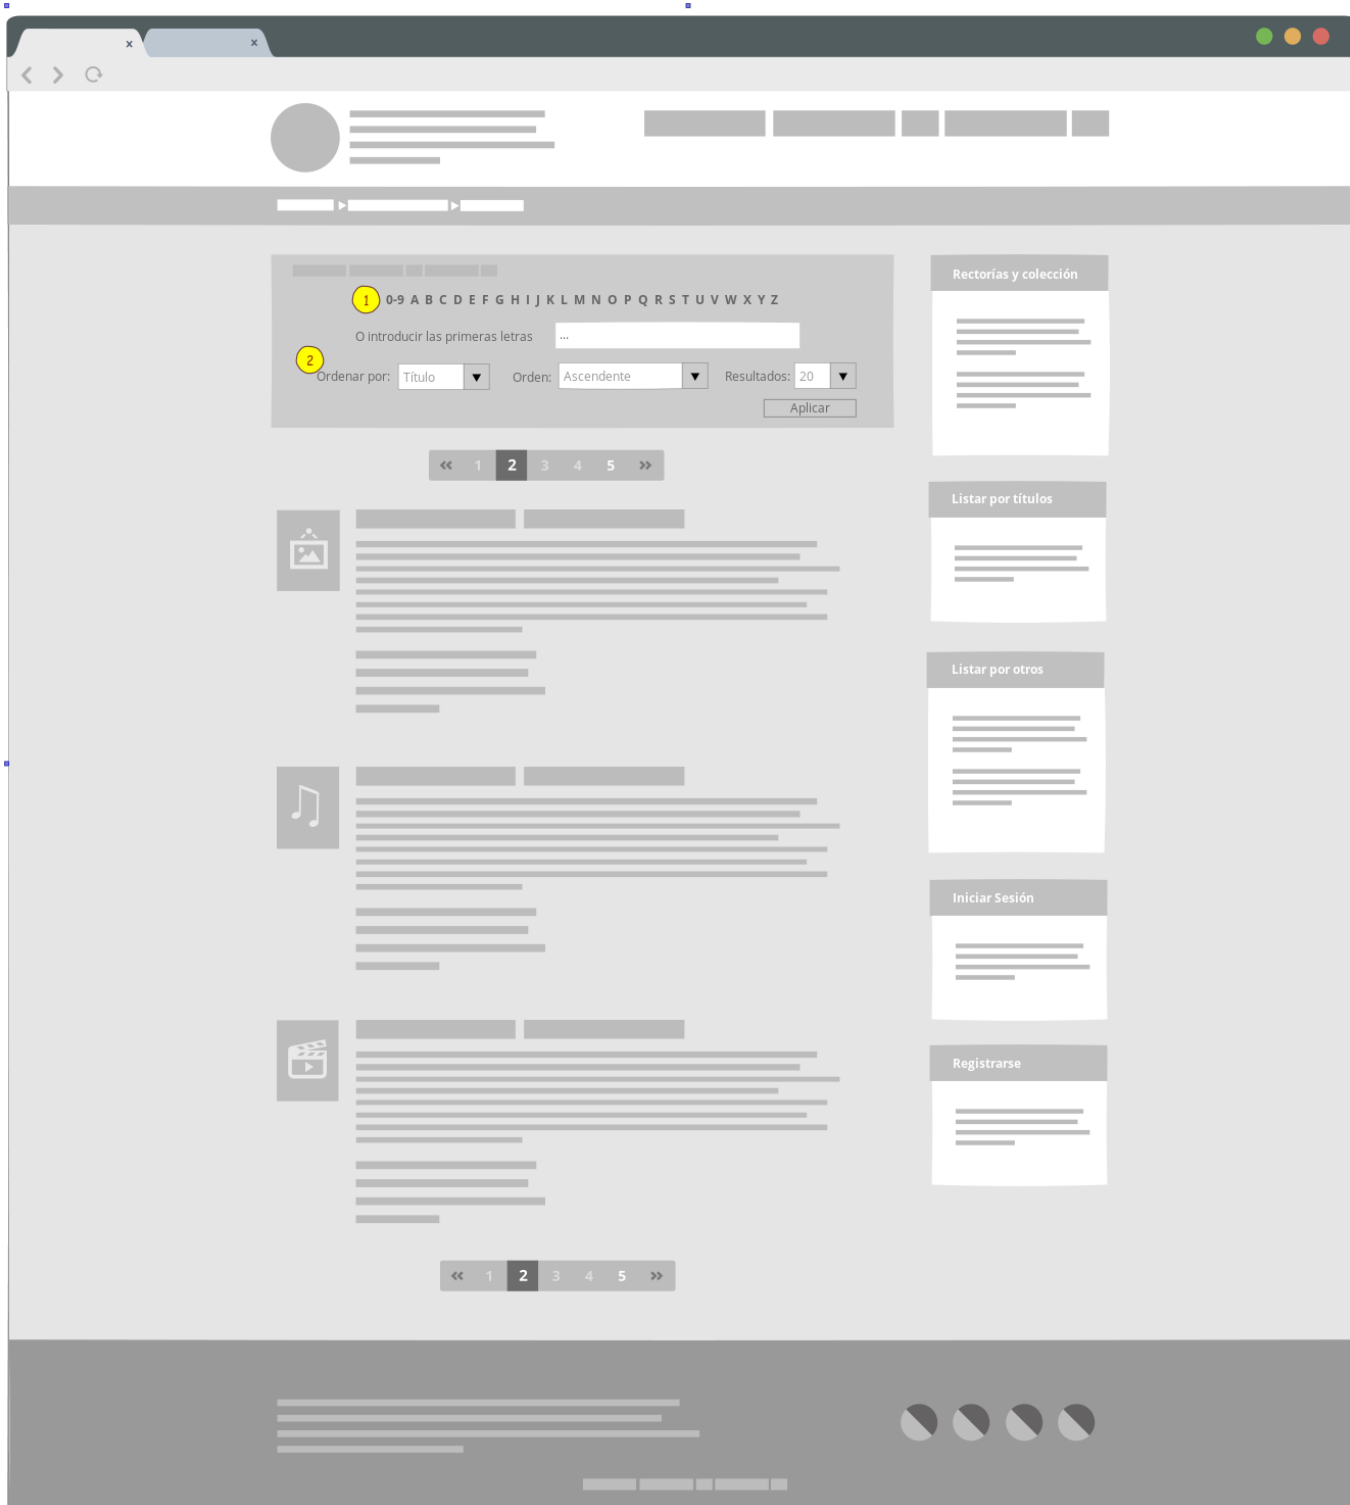 x x
1 0-9 A B C D E F G H I J K L M N O P Q R S T U V W X Y Z
O introducir las primeras letras ...
2
Ordenar por: Título Orden: Ascendente Resultados: 20
Aplicar
« 1 2 3 4 5 »
Rectorías y colección
Listar por títulos
Listar por otros
Iniciar Sesión
Registrarse
« 1 2 3 4 5 »